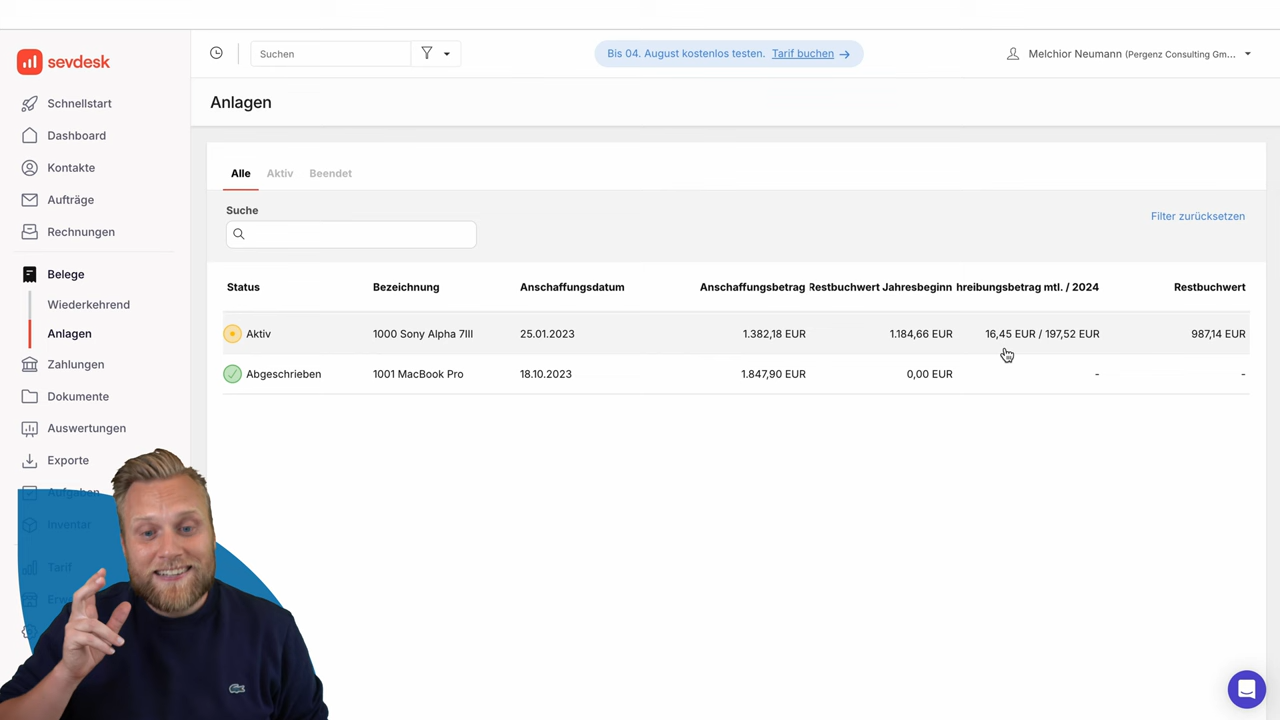 sevdesk
Suchen
Bis 04. August kostenlos testen. Tarif buchen →
Melchior Neumann (Pergenz Consulting Gm...
Schnellstart
Dashboard
Kontakte
Aufträge
Rechnungen
Belege
Wiederkehrend
Anlagen
Zahlungen
Dokumente
Auswertungen
Exporte
Aufgaben
Inventar
Tarif
Anlagen
Alle Aktiv Beendet
Suche
Filter zurücksetzen
Status Bezeichnung Anschaffungsdatum Anschaffungsbetrag Restbuchwert Jahresbeginn hreibungsbetrag mtl. / 2024 Restbuchwert
Aktiv 1000 Sony Alpha 7III 25.01.2023 1.382,18 EUR 1.184,66 EUR 16,45 EUR / 197,52 EUR 987,14 EUR
Abgeschrieben 1001 MacBook Pro 18.10.2023 1.847,90 EUR 0,00 EUR - -